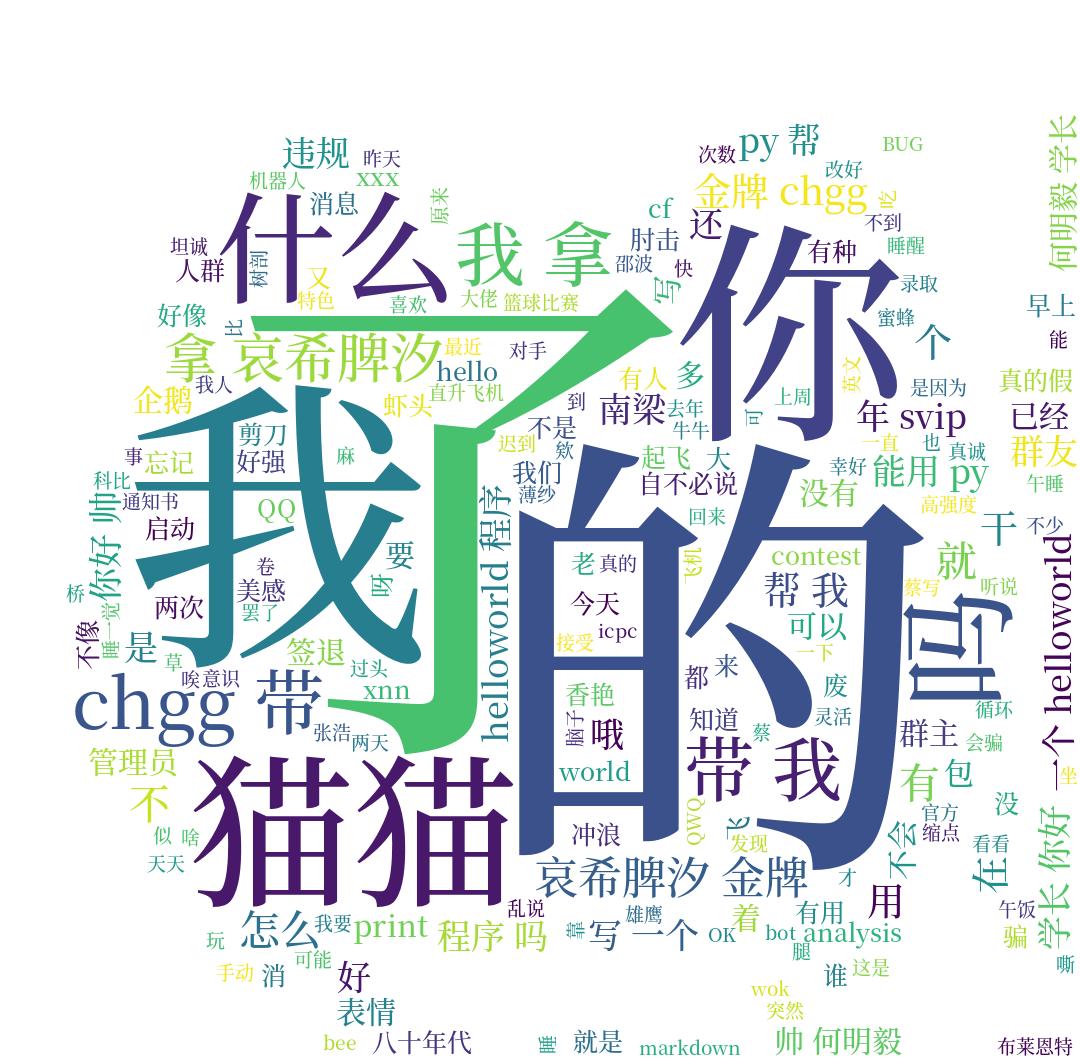 何明毅 学长
py 帮
次数
BUG
违规
昨天
改好
机器人
xxx
金牌 chgg
吃
消息
原来
cf
还
什么
我 拿
肘击
有种
不到
睡醒
坦诚
人群
树剖
又
特色
邵波
快
你
写
录取
喜欢
大佬
篮球比赛
蜜蜂
早上
好像
比
了
个
能
拿 哀希脾汐
最近
对手
hello
直升飞机
有人
多
英文
是因为
真的假
企鹅
我人
虾头
到
南梁
去年
牛牛
上周
可
年 svip
已经
我
剪刀
好强
麻
不是
欸
迟到
起飞
大
一直
也
真诚
群友
事
忘记
我们
薄纱
自不必说
幸好
能用 py
午睡
科比
通知书
没有
高强度
你好 帅
QQ
启动
helloworld 程序
的
回来
干
不少
要
老
真的
飞机
contest
就
卷
美感
呀
今天
帮 我
蔡写
听说
桥
两次
罢了
icpc
可以
回
helloworld 一个
睡一觉
不像
是
草
签退
接受
一下
唉
意识
过头
xnn
都
来
废
chgg 带
香艳
循环
张浩
两天
脑子
哦
知道
蔡
灵活
群主
会骗
管理员
world
带 我
有
包
坐
不
猫猫
QWQ
飞
没
似
啥
冲浪
发现
官方
缩点
看看
天天
不会
学长 你好
哀希脾汐 金牌
才
在
乱说
用
午饭
怎么
我要
print
程序 吗
靠
写 一个
雄鹰
OK
着
有用
bot
analysis
骗
玩
可能
腿
嘶
手动
消
好
谁
这是
wok
表情
突然
bee
八十年代
睡
就是
markdown
帅 何明毅
布莱恩特